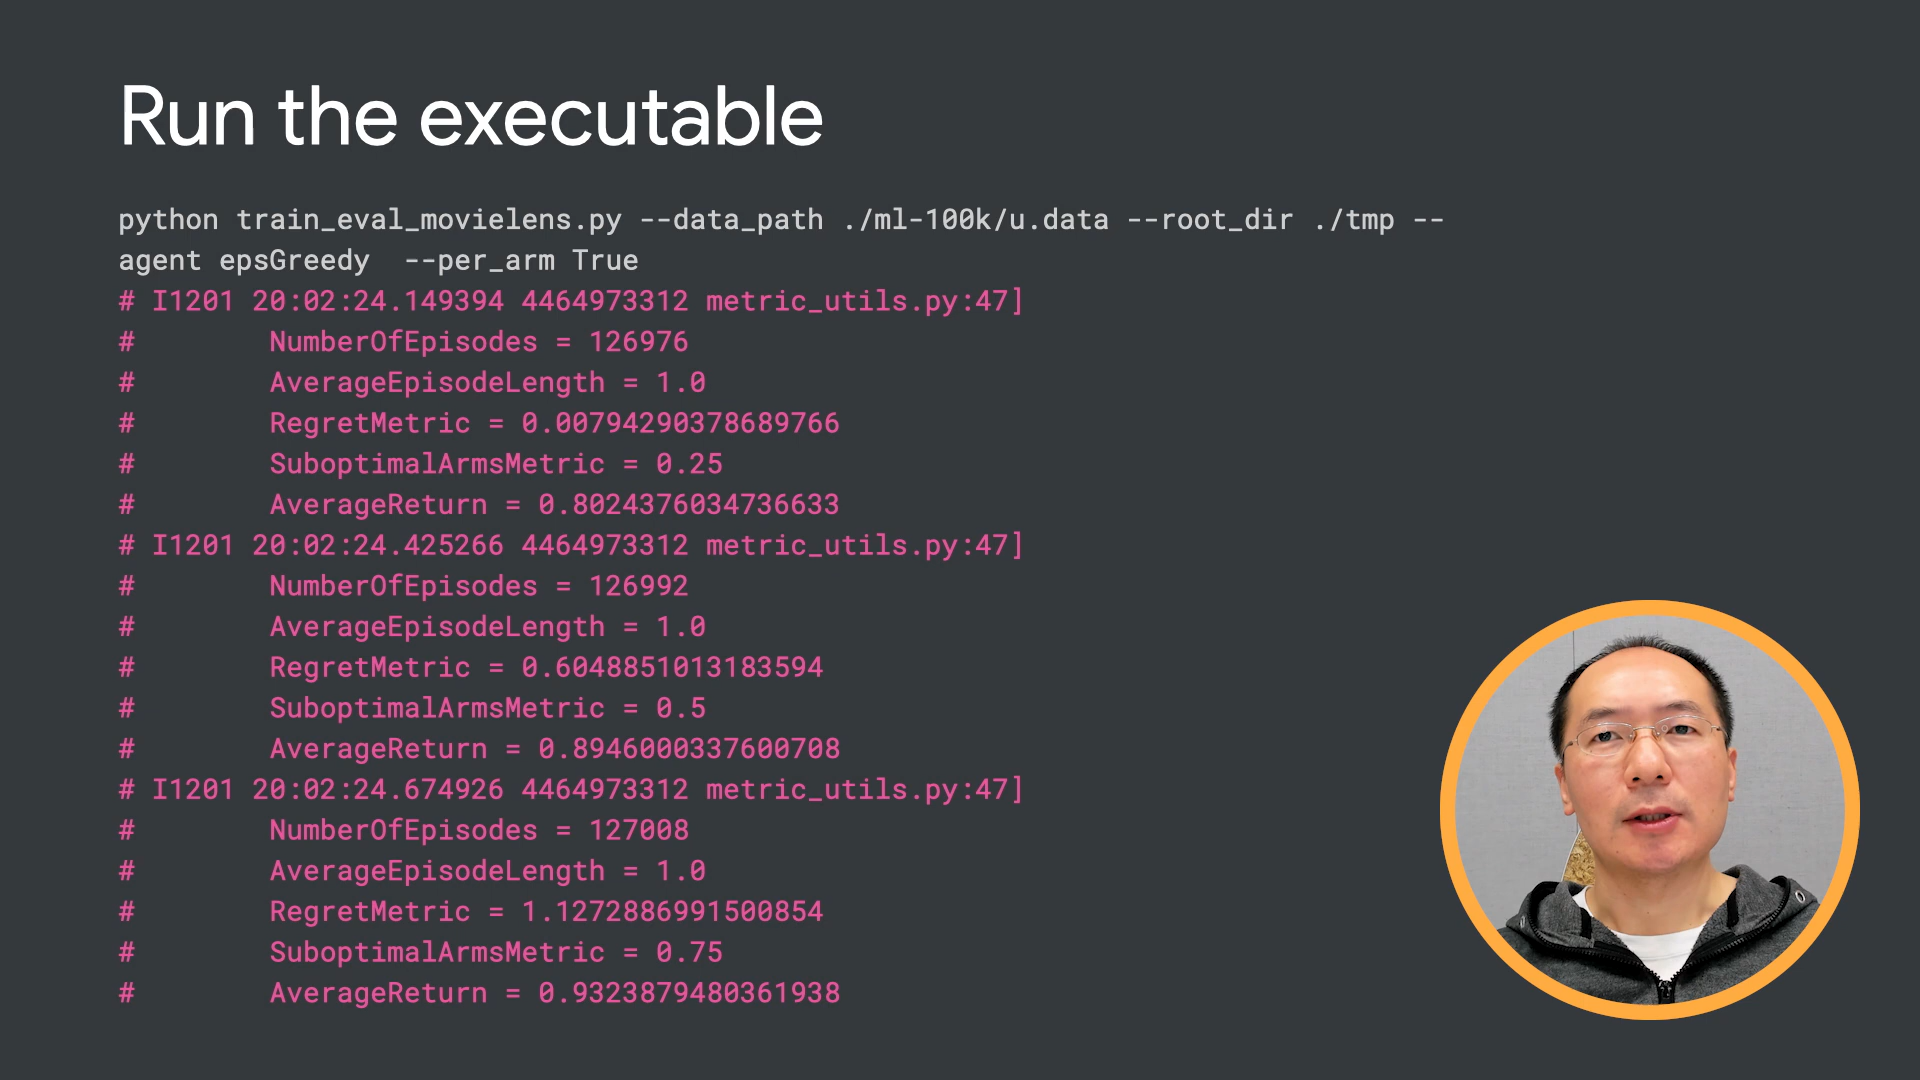 Run the executable
python train_eval_movielens.py --data_path ./ml-100k/u.data --root_dir ./tmp --
agent epsGreedy  --per_arm True
# I1201 20:02:24.149394 4464973312 metric_utils.py:47]
#        NumberOfEpisodes = 126976
#        AverageEpisodeLength = 1.0
#        RegretMetric = 0.00794290378689766
#        SuboptimalArmsMetric = 0.25
#        AverageReturn = 0.8024376034736633
# I1201 20:02:24.425266 4464973312 metric_utils.py:47]
#        NumberOfEpisodes = 126992
#        AverageEpisodeLength = 1.0
#        RegretMetric = 0.6048851013183594
#        SuboptimalArmsMetric = 0.5
#        AverageReturn = 0.8946000337600708
# I1201 20:02:24.674926 4464973312 metric_utils.py:47]
#        NumberOfEpisodes = 127008
#        AverageEpisodeLength = 1.0
#        RegretMetric = 1.1272886991500854
#        SuboptimalArmsMetric = 0.75
#        AverageReturn = 0.9323879480361938